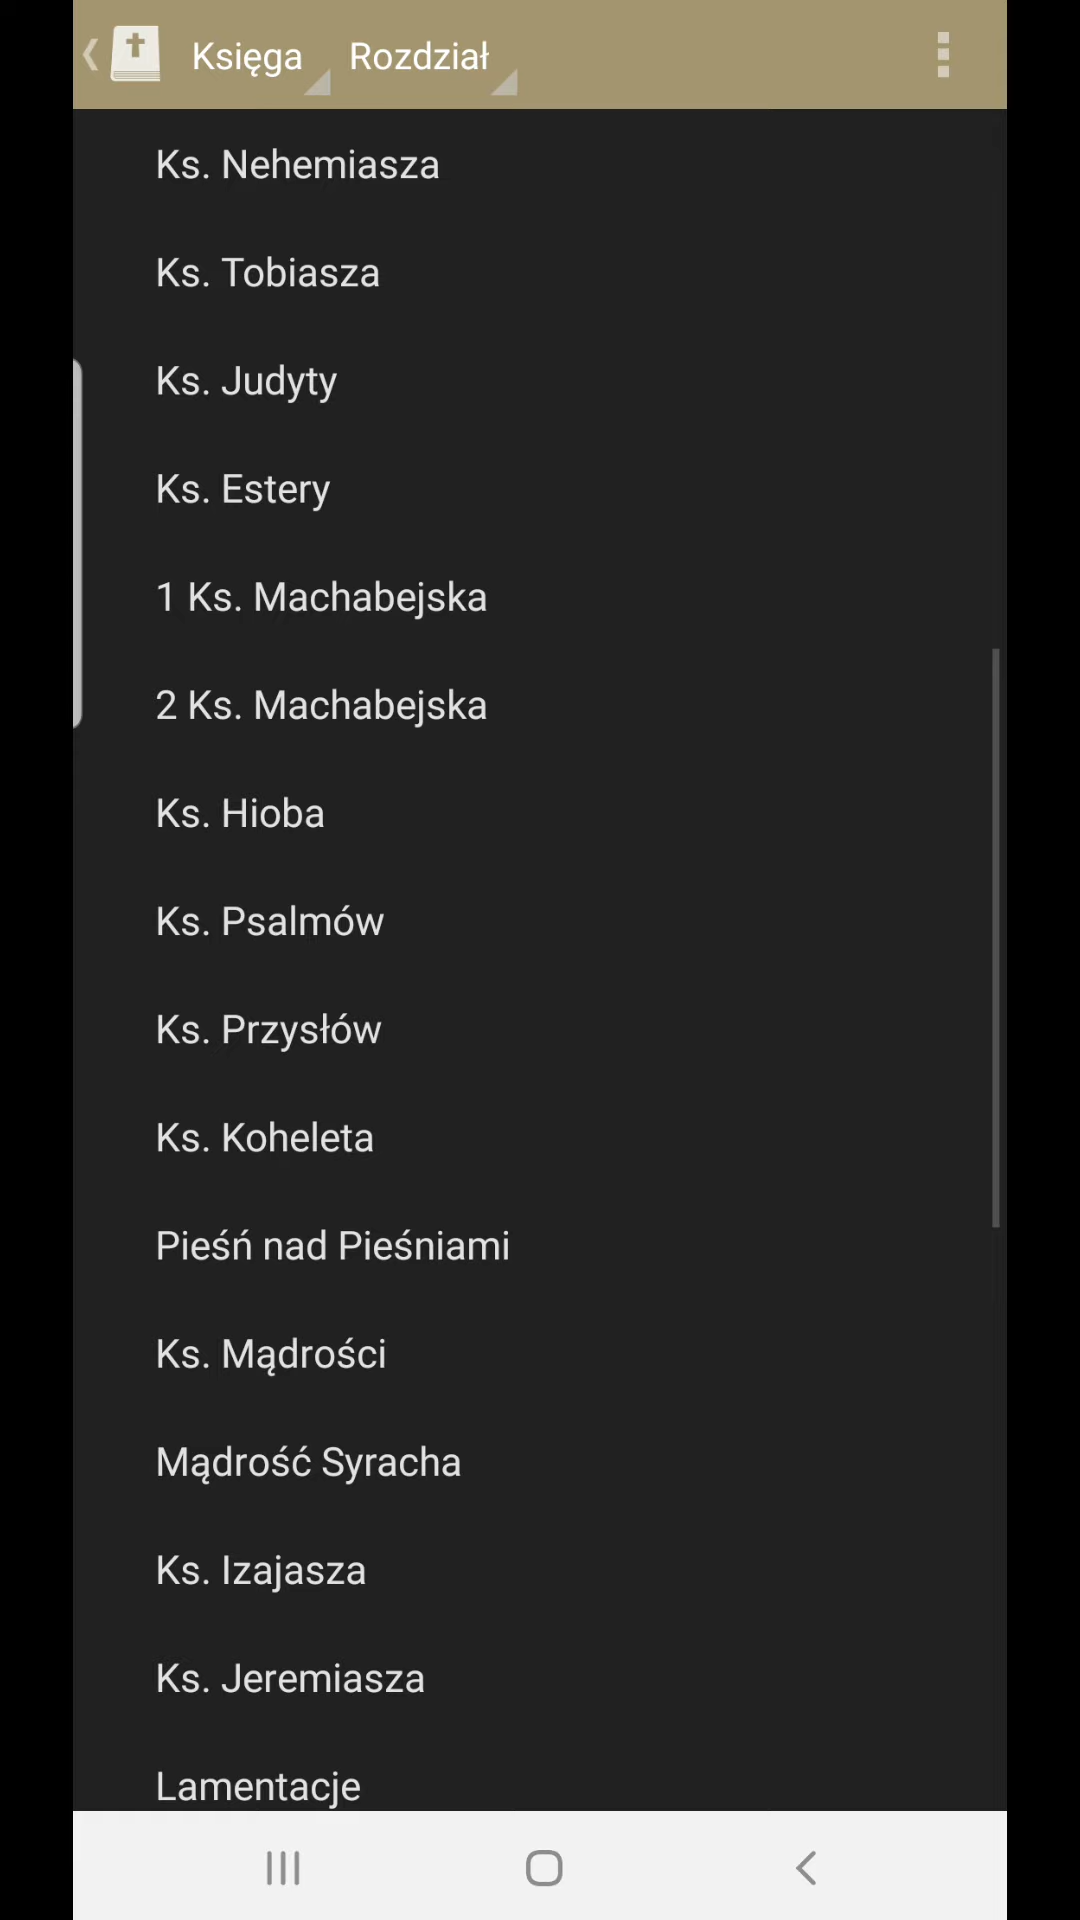 Księga Rozdział
Ks. Nehemiasza
Ks. Tobiasza
Ks. Judyty
Ks. Estery
1 Ks. Machabejska
2 Ks. Machabejska
Ks. Hioba
Ks. Psalmów
Ks. Przysłów
Ks. Koheleta
Pieśń nad Pieśniami
Ks. Mądrości
Mądrość Syracha
Ks. Izajasza
Ks. Jeremiasza
Lamentacje